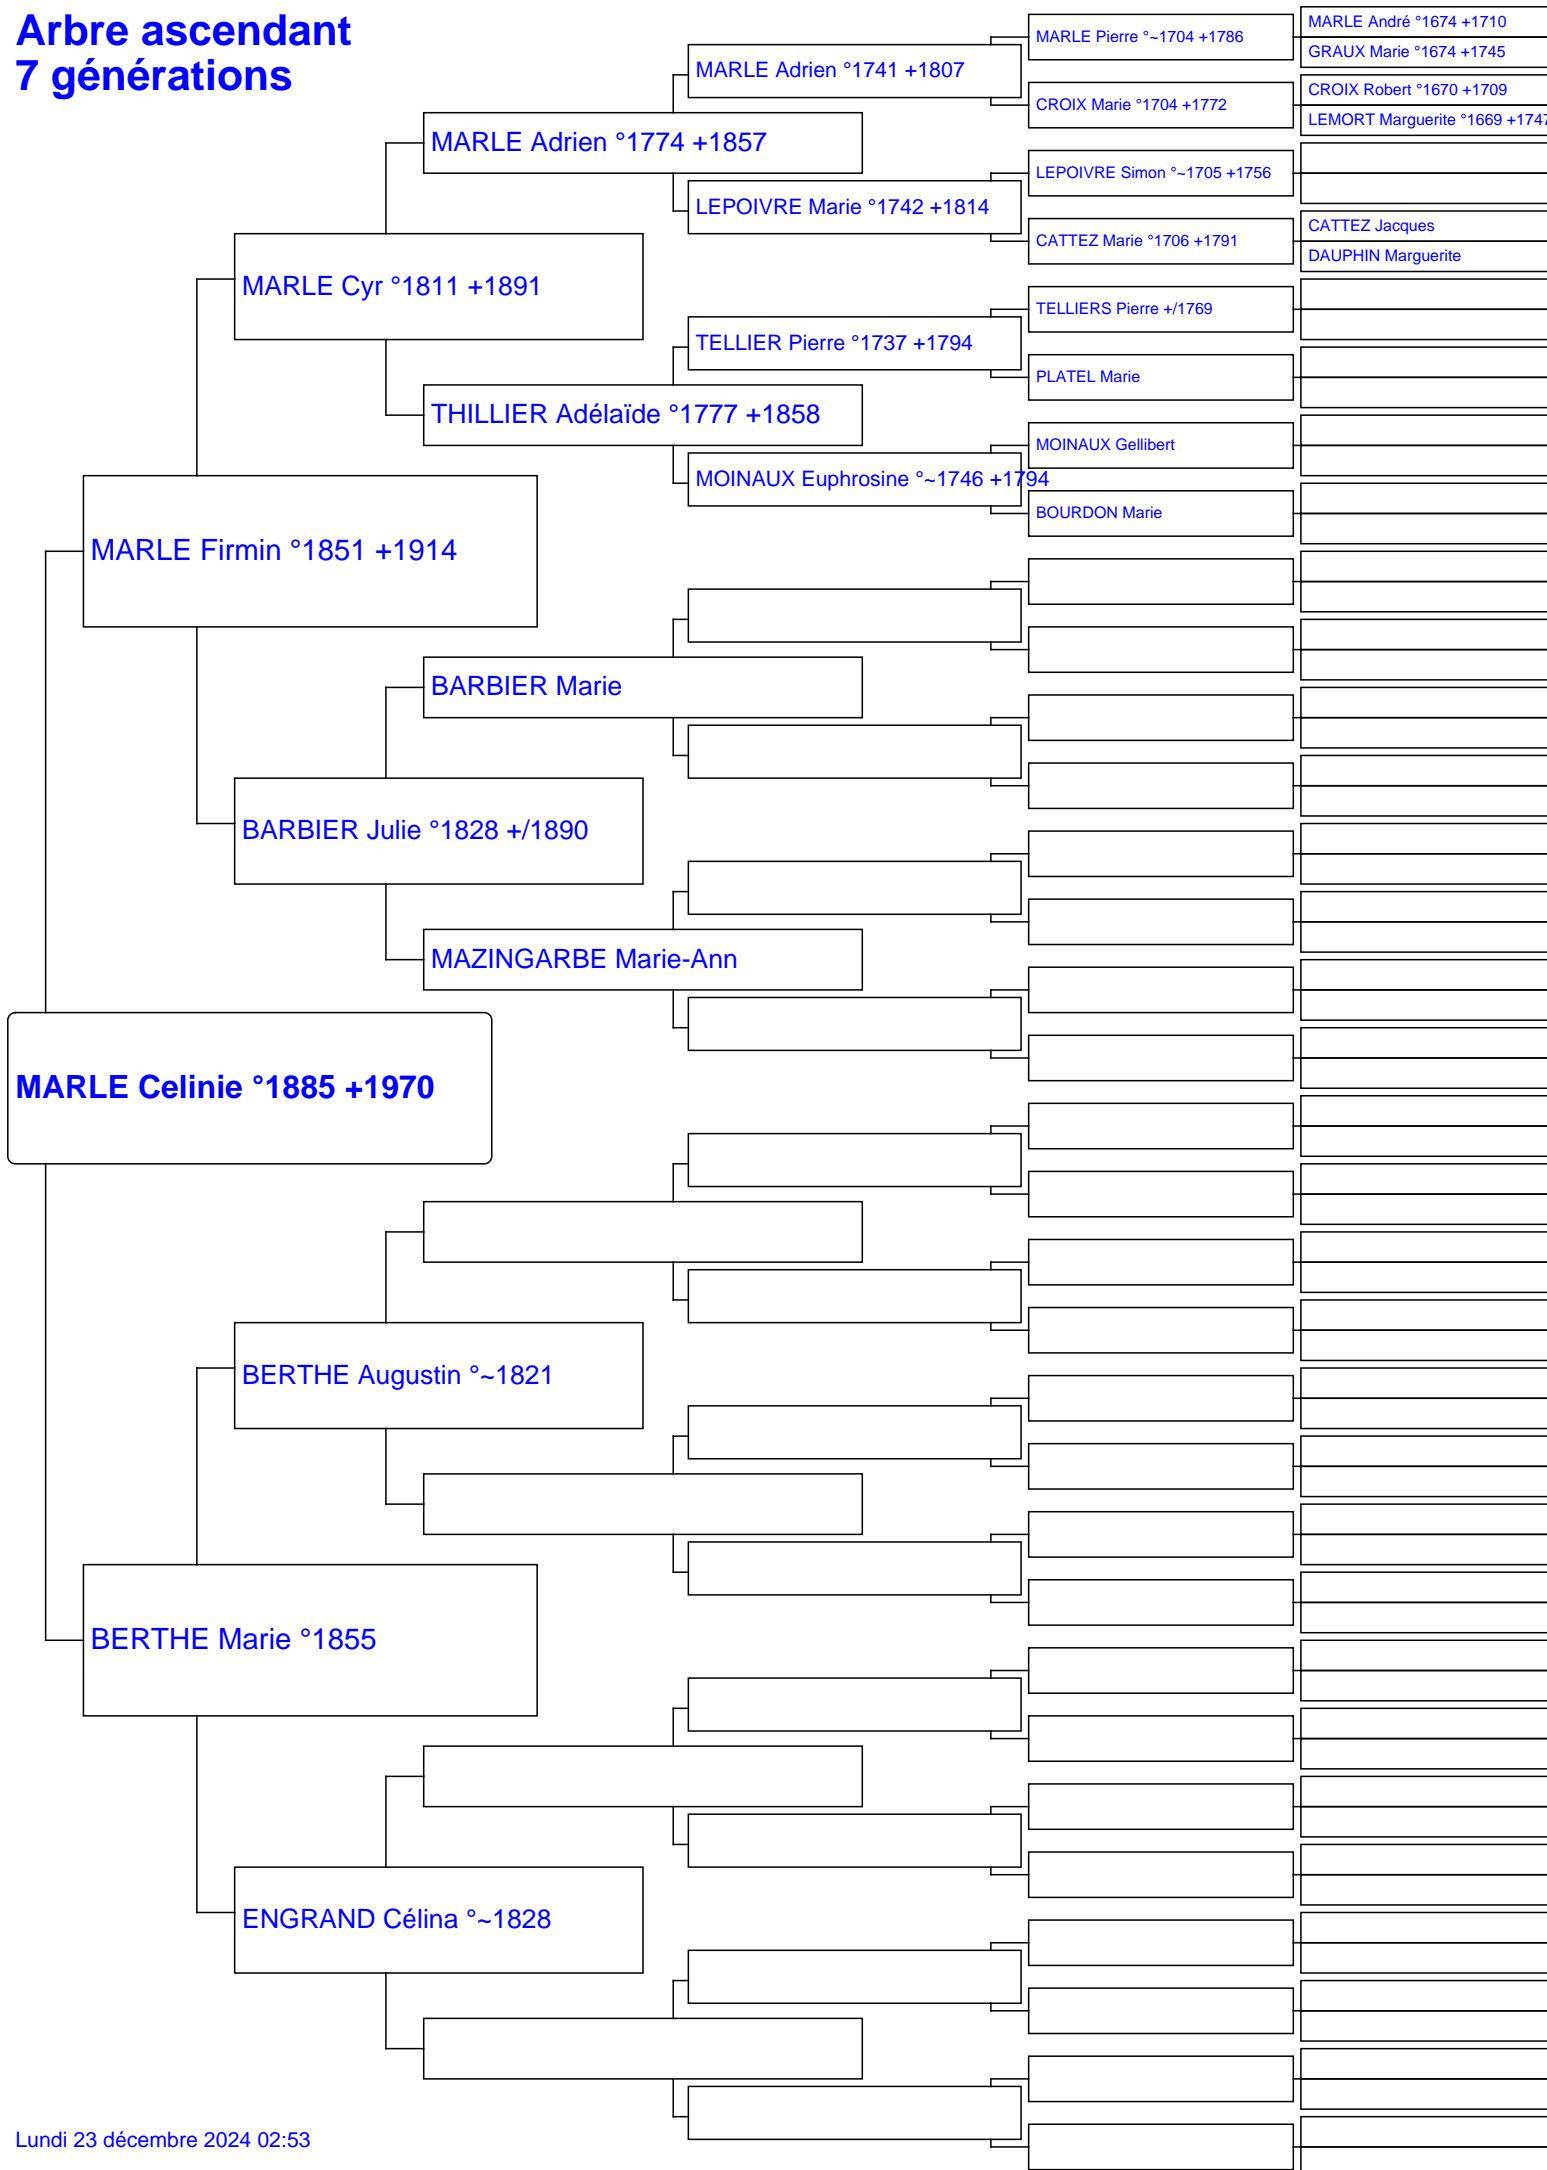 Arbre ascendant
7 générations
MARLE Pierre °~1704 +1786
MARLE André °1674 +1710
GRAUX Marie °1674 +1745
MARLE Adrien °1741 +1807
CROIX Marie °1704 +1772
CROIX Robert °1670 +1709
LEMORT Marguerite °1669 +1747
MARLE Adrien °1774 +1857
LEPOIVRE Simon °~1705 +1756
LEPOIVRE Marie °1742 +1814
CATTEZ Marie °1706 +1791
CATTEZ Jacques
DAUPHIN Marguerite
MARLE Cyr °1811 +1891
TELLIERS Pierre +/1769
TELLIER Pierre °1737 +1794
PLATEL Marie
THILLIER Adélaïde °1777 +1858
MOINAUX Gellibert
MOINAUX Euphrosine °~1746 +1794
BOURDON Marie
MARLE Firmin °1851 +1914
BARBIER Marie
BARBIER Julie °1828 +/1890
MAZINGARBE Marie-Ann
MARLE Celinie °1885 +1970
BERTHE Augustin °~1821
BERTHE Marie °1855
ENGRAND Célina °~1828
Lundi 23 décembre 2024 02:53